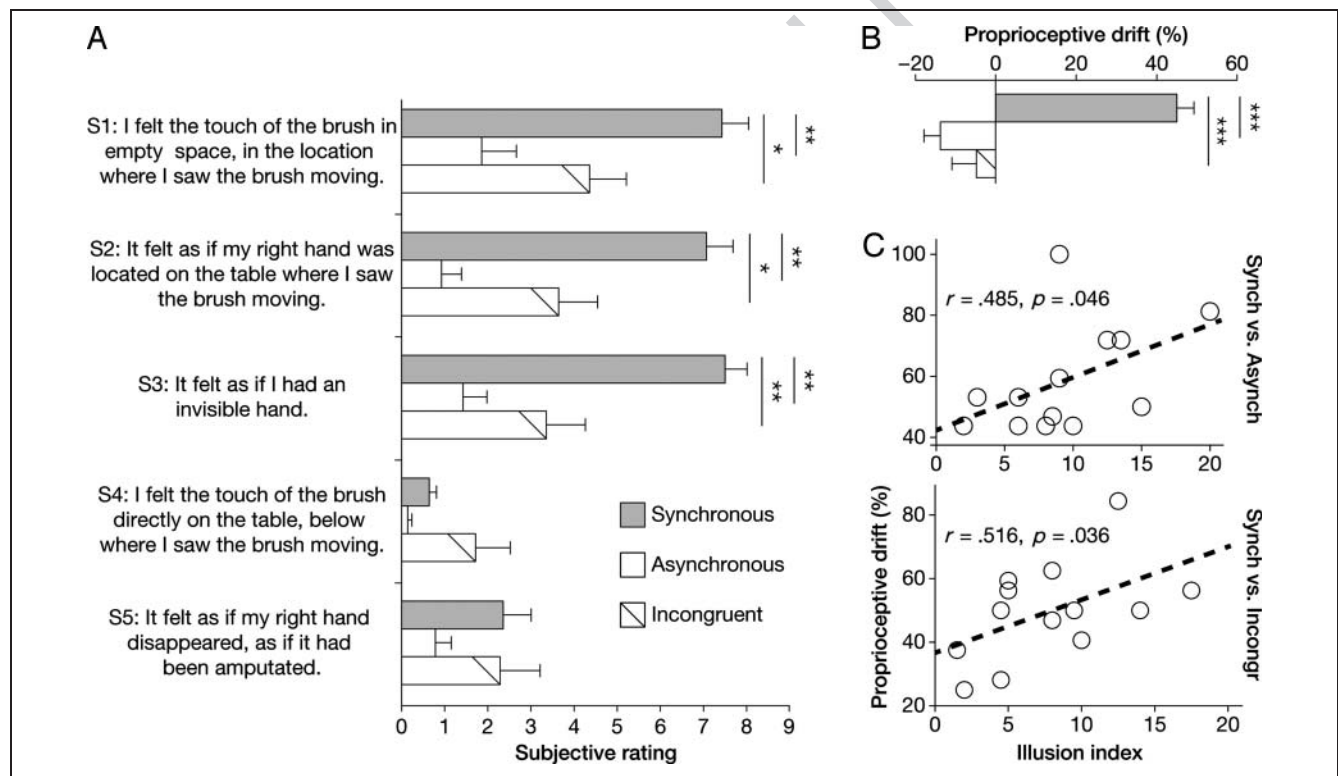 A
S1: I felt the touch of the brush in
empty space, in the location
where I saw the brush moving.
**
*
S2: It felt as if my right hand was
located on the table where I saw
the brush moving.
**
*
S3: It felt as if I had an
invisible hand.
**
**
S4: I felt the touch of the brush
directly on the table, below
where I saw the brush moving.
S5: It felt as if my right hand
disappeared, as if it had
been amputated.
Synchronous
Asynchronous
Incongruent
0 1 2 3 4 5 6 7 8 9
Subjective rating
B
Proprioceptive drift (%)
−20 0 20 40 60
***
***
C
100
80
60
40
r = .485, p = .046
0 5 10 15 20
Synch vs. Asynch
80
60
40
20
r = .516, p = .036
0 5 10 15 20
Synch vs. Incongr
Proprioceptive drift (%)
Illusion index